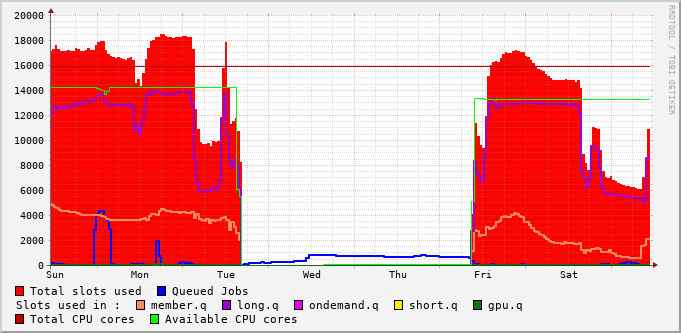 20000
18000
16000
14000
12000
10000
8000
6000
4000
2000
0
Sun Mon Tue Wed Thu Fri Sat
RRDTOOL / TOBI OETIKER
Total slots used Queued Jobs
Slots used in : member.q long.q ondemand.q short.q gpu.q
Total CPU cores Available CPU cores